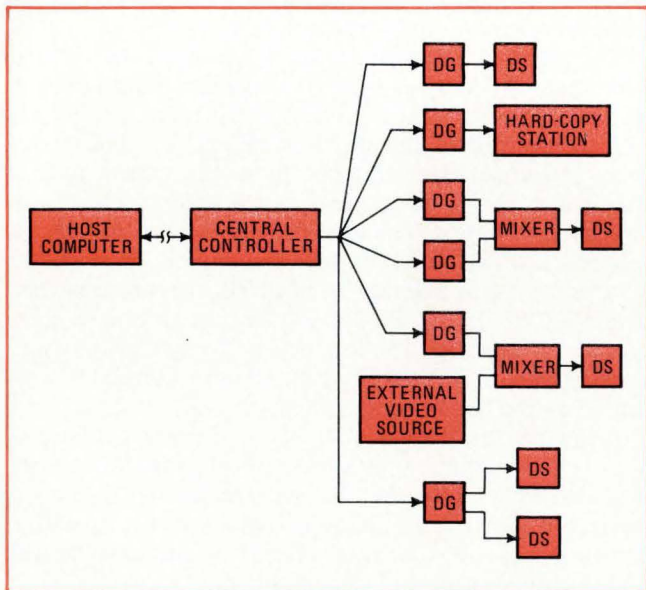 DG
DS
DG
HARD-COPY
STATION
DG
MIXER
DS
DG
HOST
COMPUTER
CENTRAL
CONTROLLER
DG
MIXER
DS
EXTERNAL
VIDEO
SOURCE
DG
DS
DS